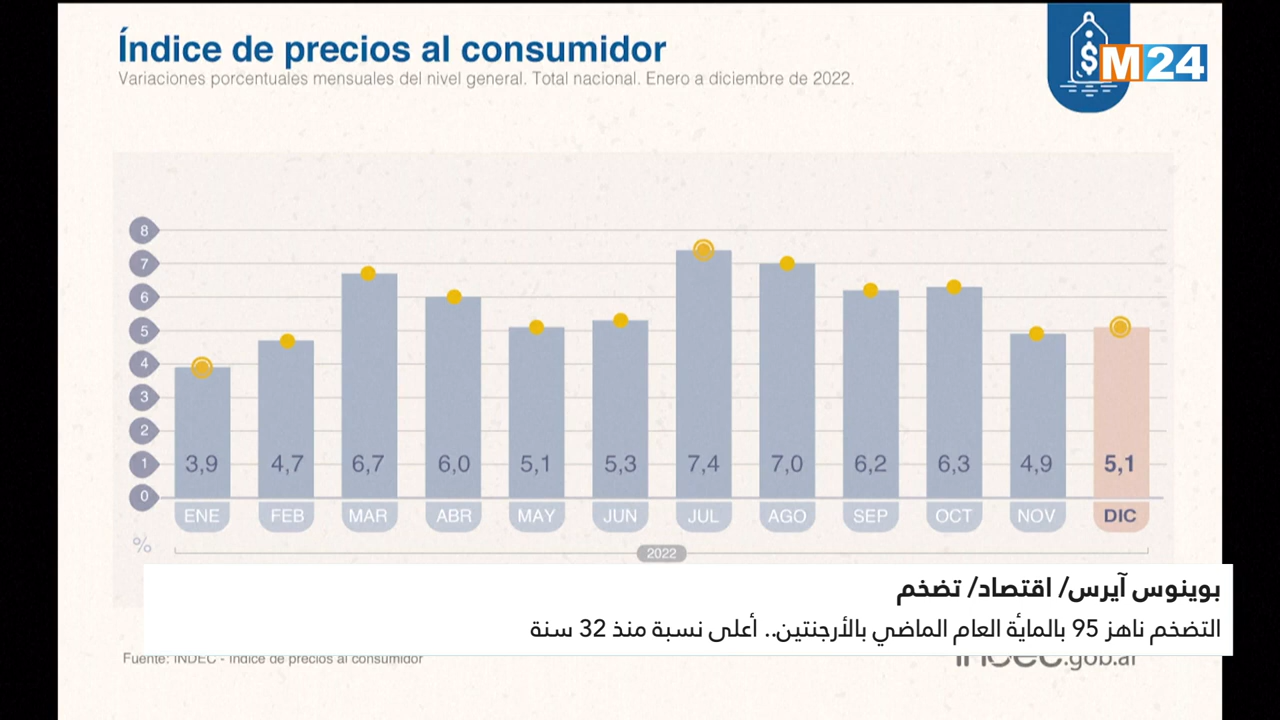 Índice de precios al consumidor
Variaciones porcentuales mensuales del nivel general. Total nacional. Enero a diciembre de 2022.
$
M24
8
7
6
5
4
3
2
1
0
3,9 4,7 6,7 6,0 5,1 5,3 7,4 7,0 6,2 6,3 4,9 5,1
ENE FEB MAR ABR MAY JUN JUL AGO SEP OCT NOV DIC
%
2022
بوينوس آيرس/ اقتصاد/ تضخم
التضخم ناهز 95 بالمائة العام الماضي بالأرجنتين.. أعلى نسبة منذ 32 سنة
Fuente: INDEC - Índice de precios al consumidor
indec.gob.ar